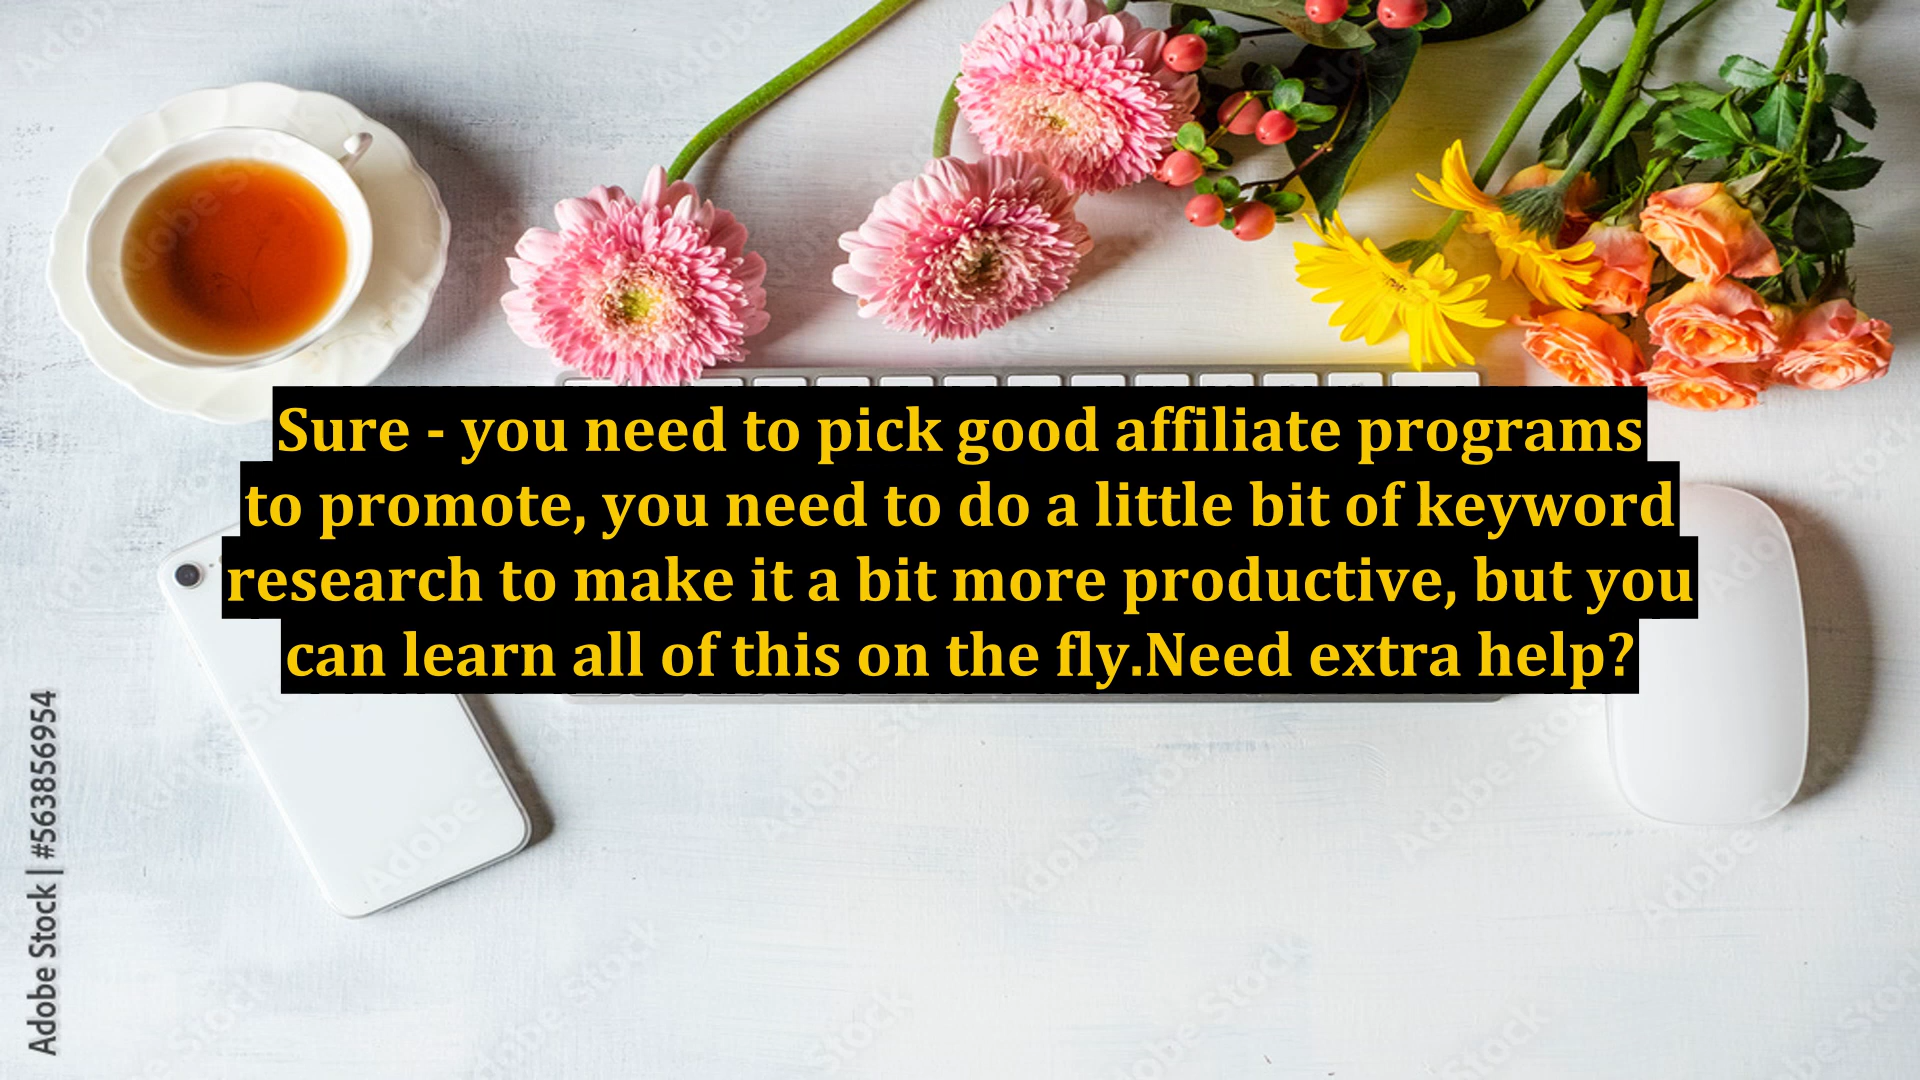 Sure - you need to pick good affiliate programs
to promote, you need to do a little bit of keyword
research to make it a bit more productive, but you
can learn all of this on the fly.Need extra help?
Adobe Stock | #563856954